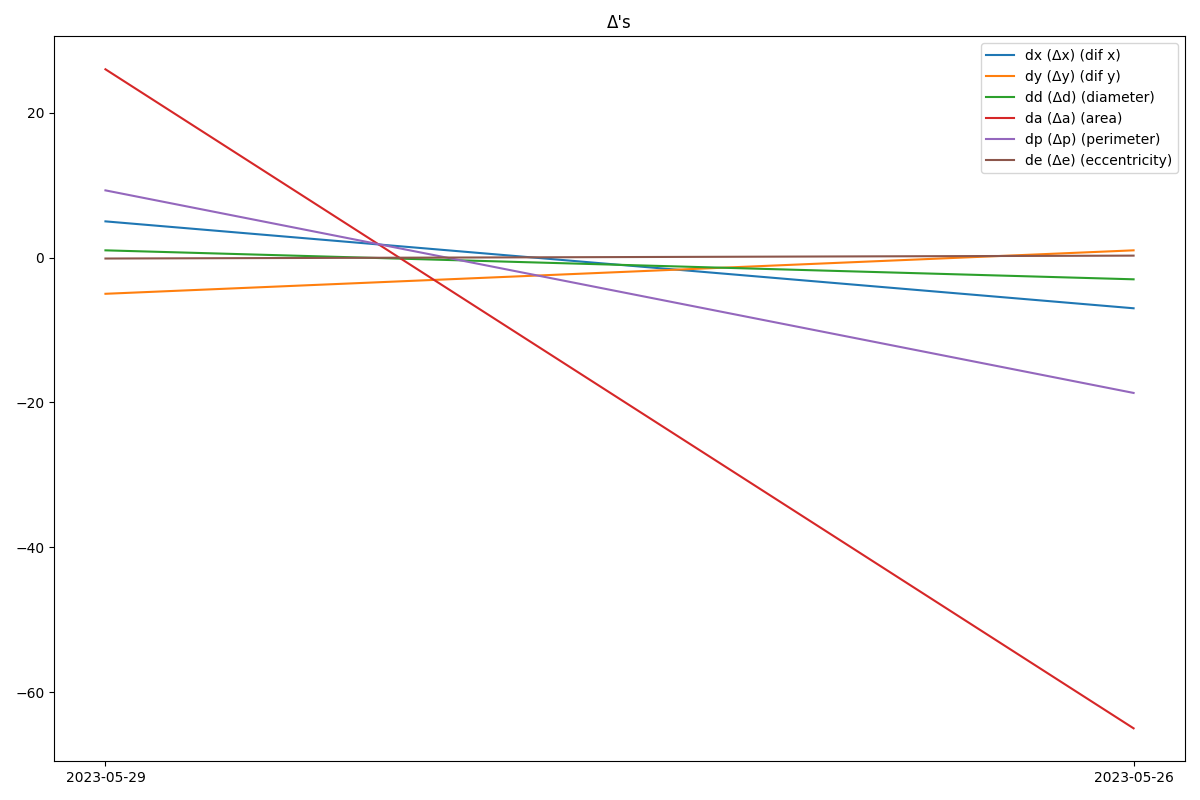 Δ's
dx (Δx) (dif x)
dy (Δy) (dif y)
dd (Δd) (diameter)
da (Δa) (area)
dp (Δp) (perimeter)
de (Δe) (eccentricity)
20
0
−20
−40
−60
2023-05-29 2023-05-26